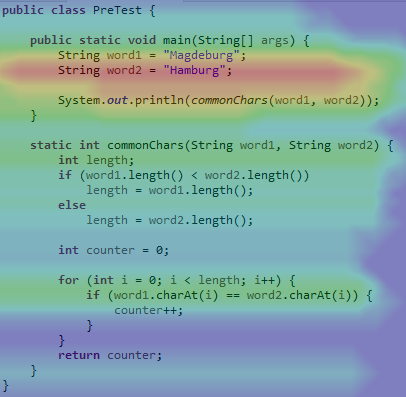 public class PreTest {
public static void main(String[] args) {
String word1 = "Magdeburg";
String word2 = "Hamburg";
System.out.println(commonChars(word1, word2));
}
static int commonChars(String word1, String word2) {
int length;
if (word1.length() < word2.length())
length = word1.length();
else
length = word2.length();
int counter = 0;
for (int i = 0; i < length; i++) {
if (word1.charAt(i) == word2.charAt(i)) {
counter++;
}
}
return counter;
}
}